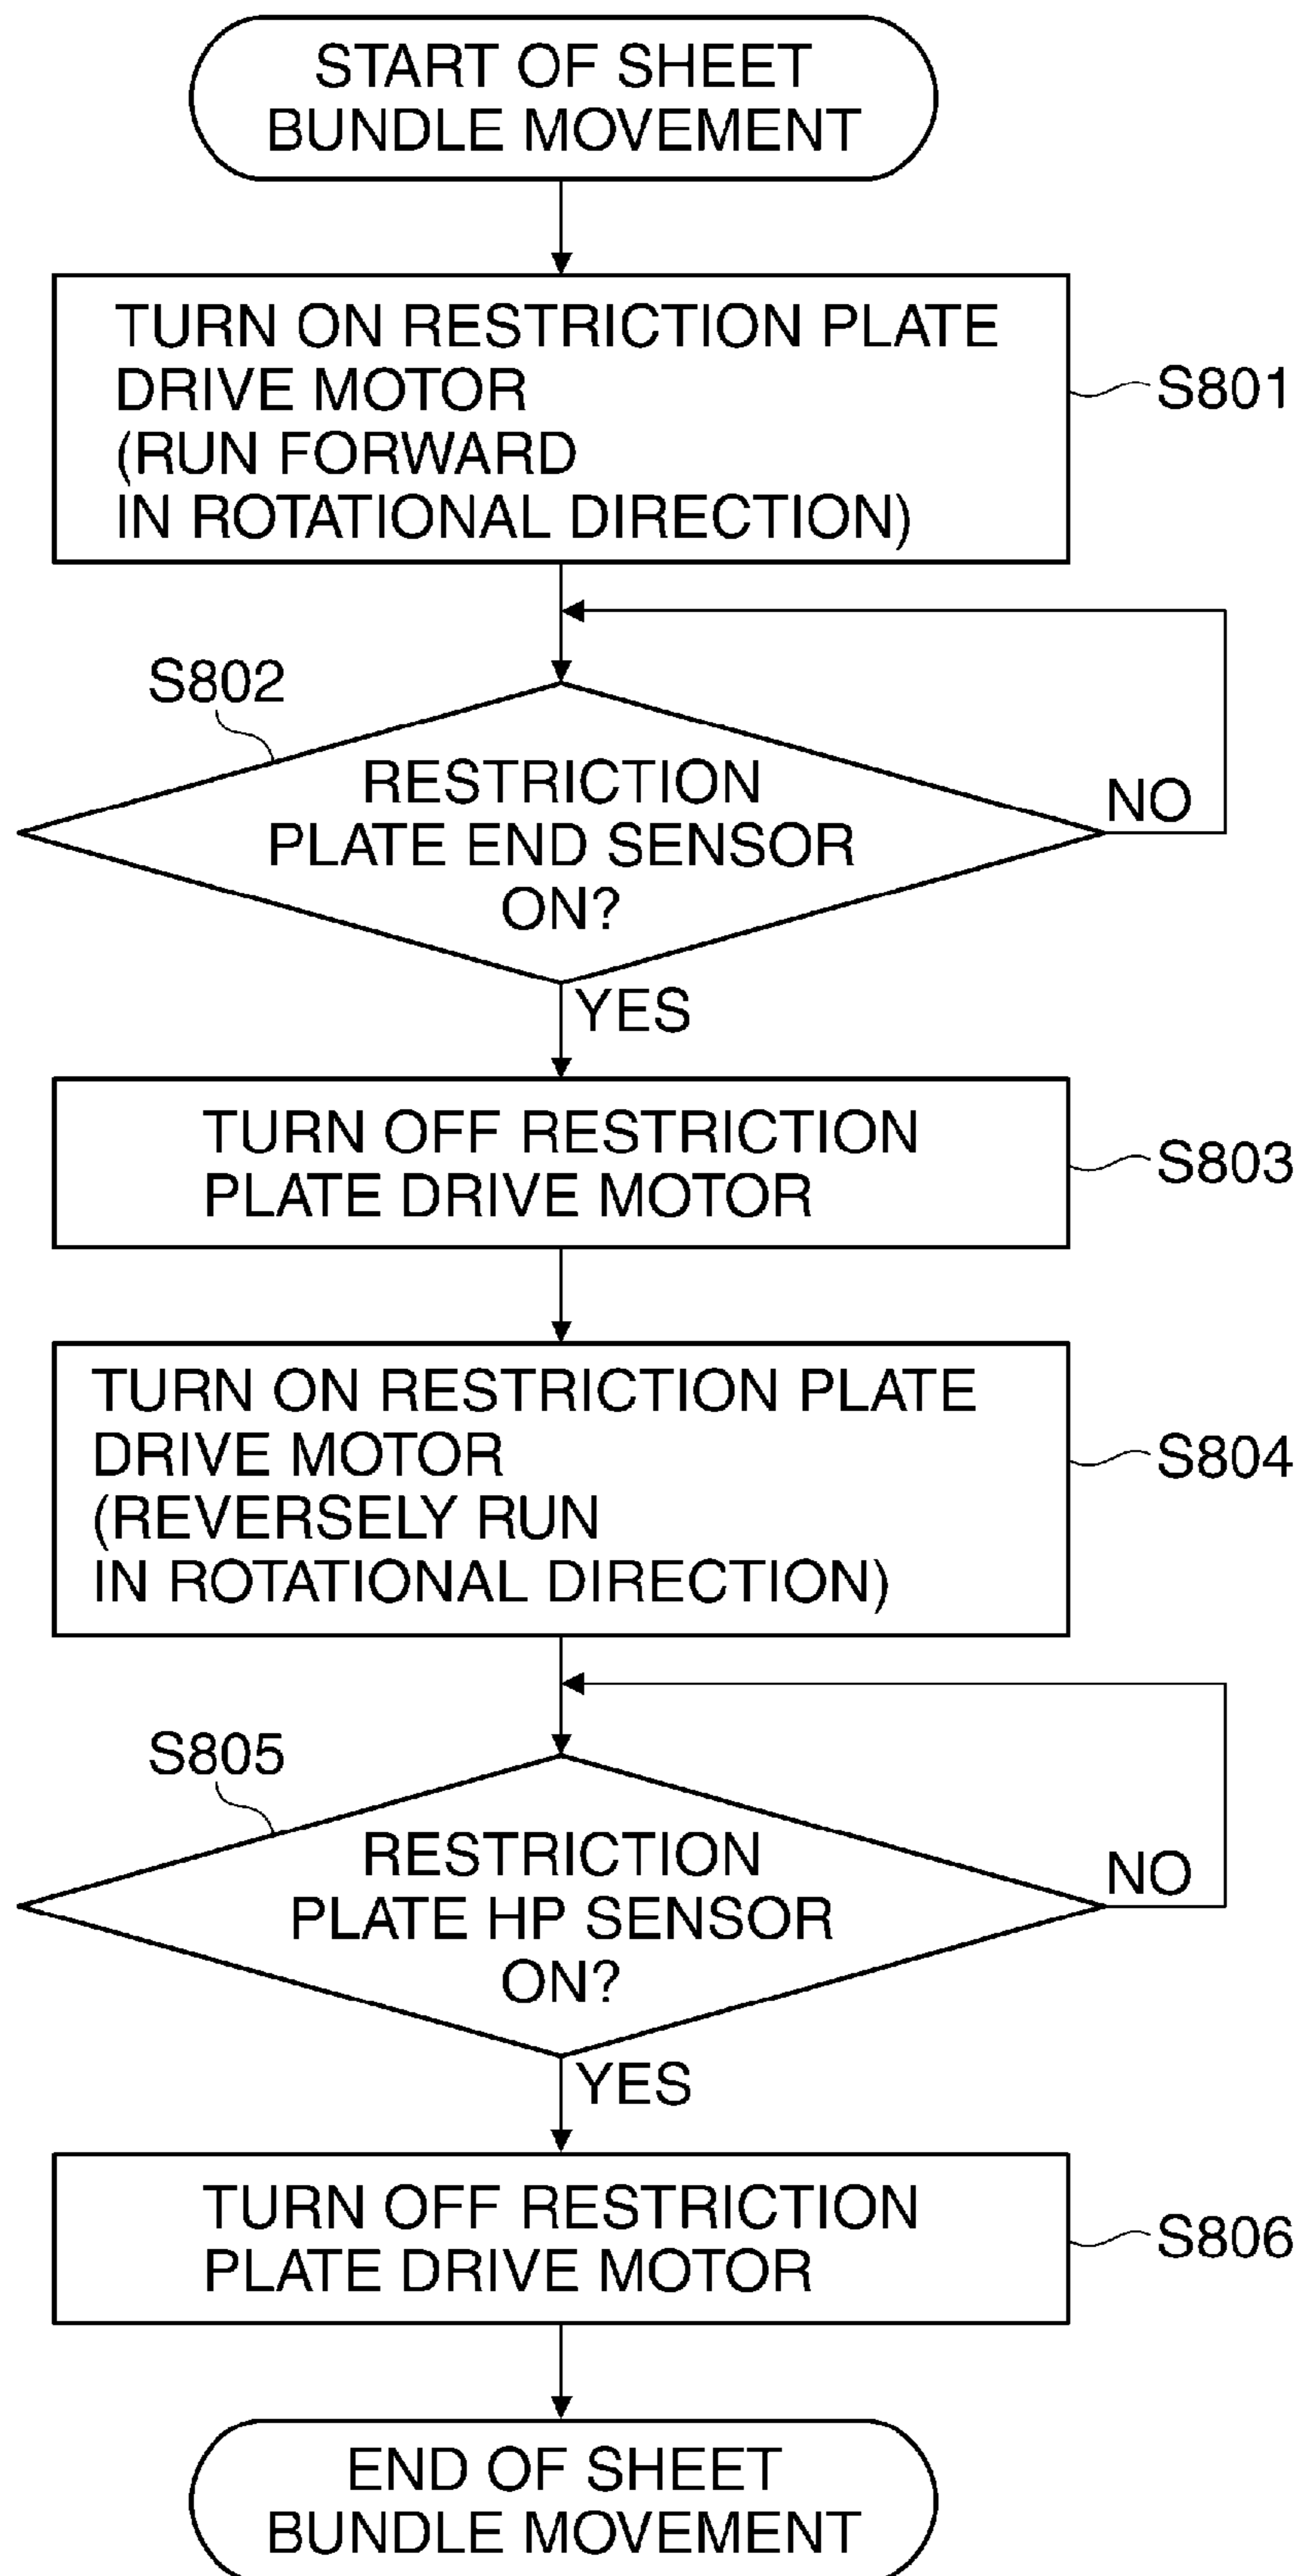 START OF SHEET
BUNDLE MOVEMENT
TURN ON RESTRICTION PLATE
DRIVE MOTOR
(RUN FORWARD
IN ROTATIONAL DIRECTION)
S801
S802
RESTRICTION
PLATE END SENSOR
ON?
NO
YES
TURN OFF RESTRICTION
PLATE DRIVE MOTOR
S803
TURN ON RESTRICTION PLATE
DRIVE MOTOR
(REVERSELY RUN
IN ROTATIONAL DIRECTION)
S804
S805
RESTRICTION
PLATE HP SENSOR
ON?
NO
YES
TURN OFF RESTRICTION
PLATE DRIVE MOTOR
S806
END OF SHEET
BUNDLE MOVEMENT